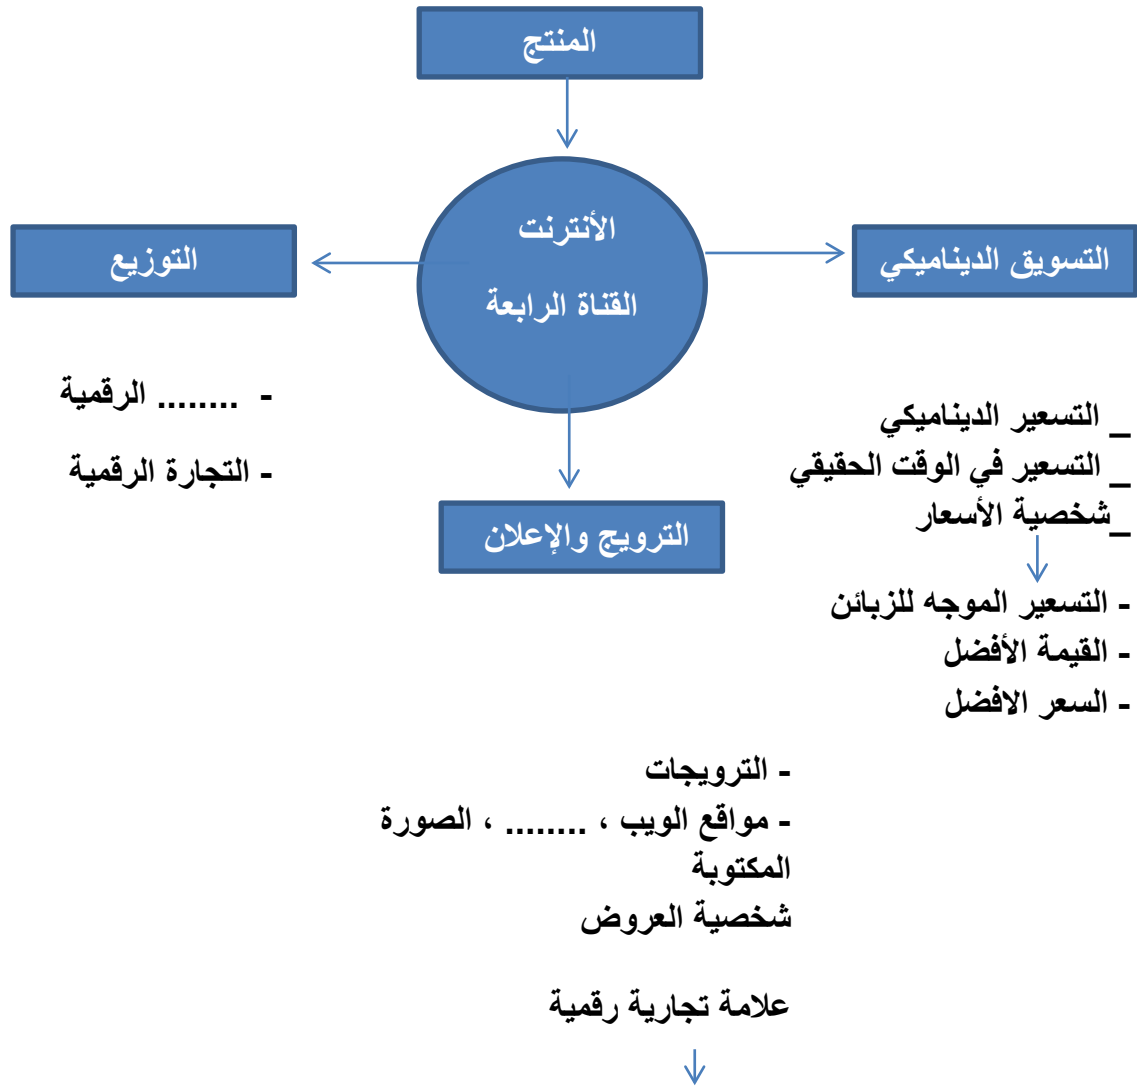 المنتج
الأنترنت
القناة الرابعة
التسويق الديناميكي
التوزيع
_ التسعير الديناميكي
_ التسعير في الوقت الحقيقي
_شخصية الأسعار
- التسعير الموجه للزبائن
- القيمة الأفضل
- السعر الافضل
- ........ الرقمية
- التجارة الرقمية
الترويج والإعلان
- الترويجات
- مواقع الويب ، ........ ، الصورة
المكتوبة
شخصية العروض
علامة تجارية رقمية